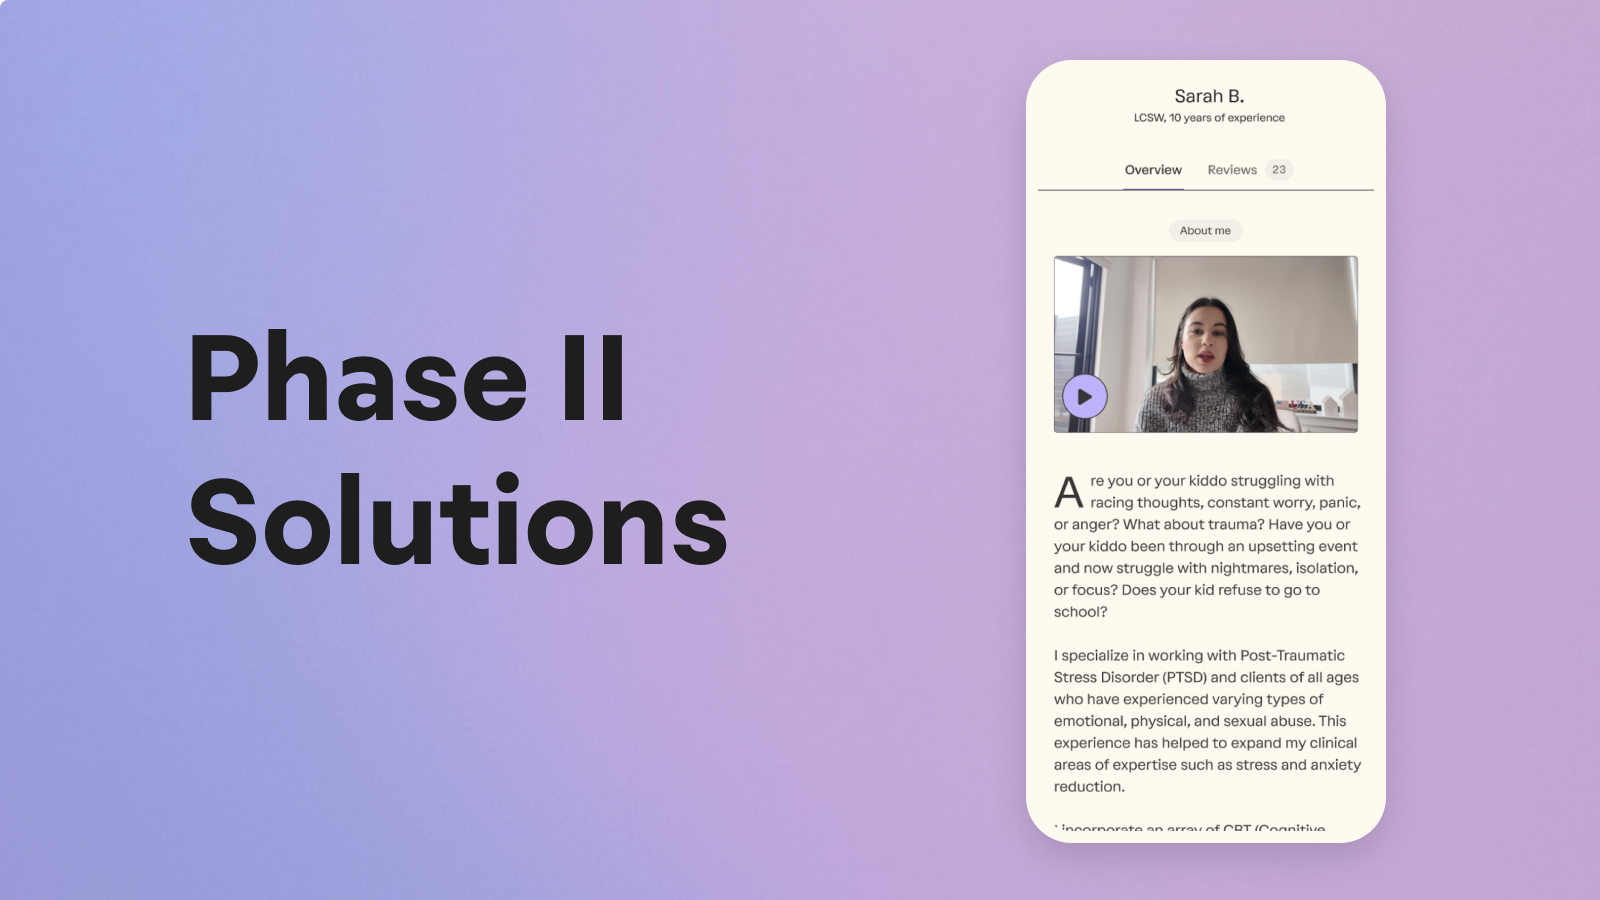 Phase II
Solutions
Sarah B.
LCSW, 10 years of experience
Overview Reviews 23
About me
Are you or your kiddo struggling with
racing thoughts, constant worry, panic,
or anger? What about trauma? Have you or
your kiddo been through an upsetting event
and now struggle with nightmares, isolation,
or focus? Does your kid refuse to go to
school?
I specialize in working with Post-Traumatic
Stress Disorder (PTSD) and clients of all ages
who have experienced varying types of
emotional, physical, and sexual abuse. This
experience has helped to expand my clinical
areas of expertise such as stress and anxiety
reduction.
incorporate an array of CBT (Cognitive